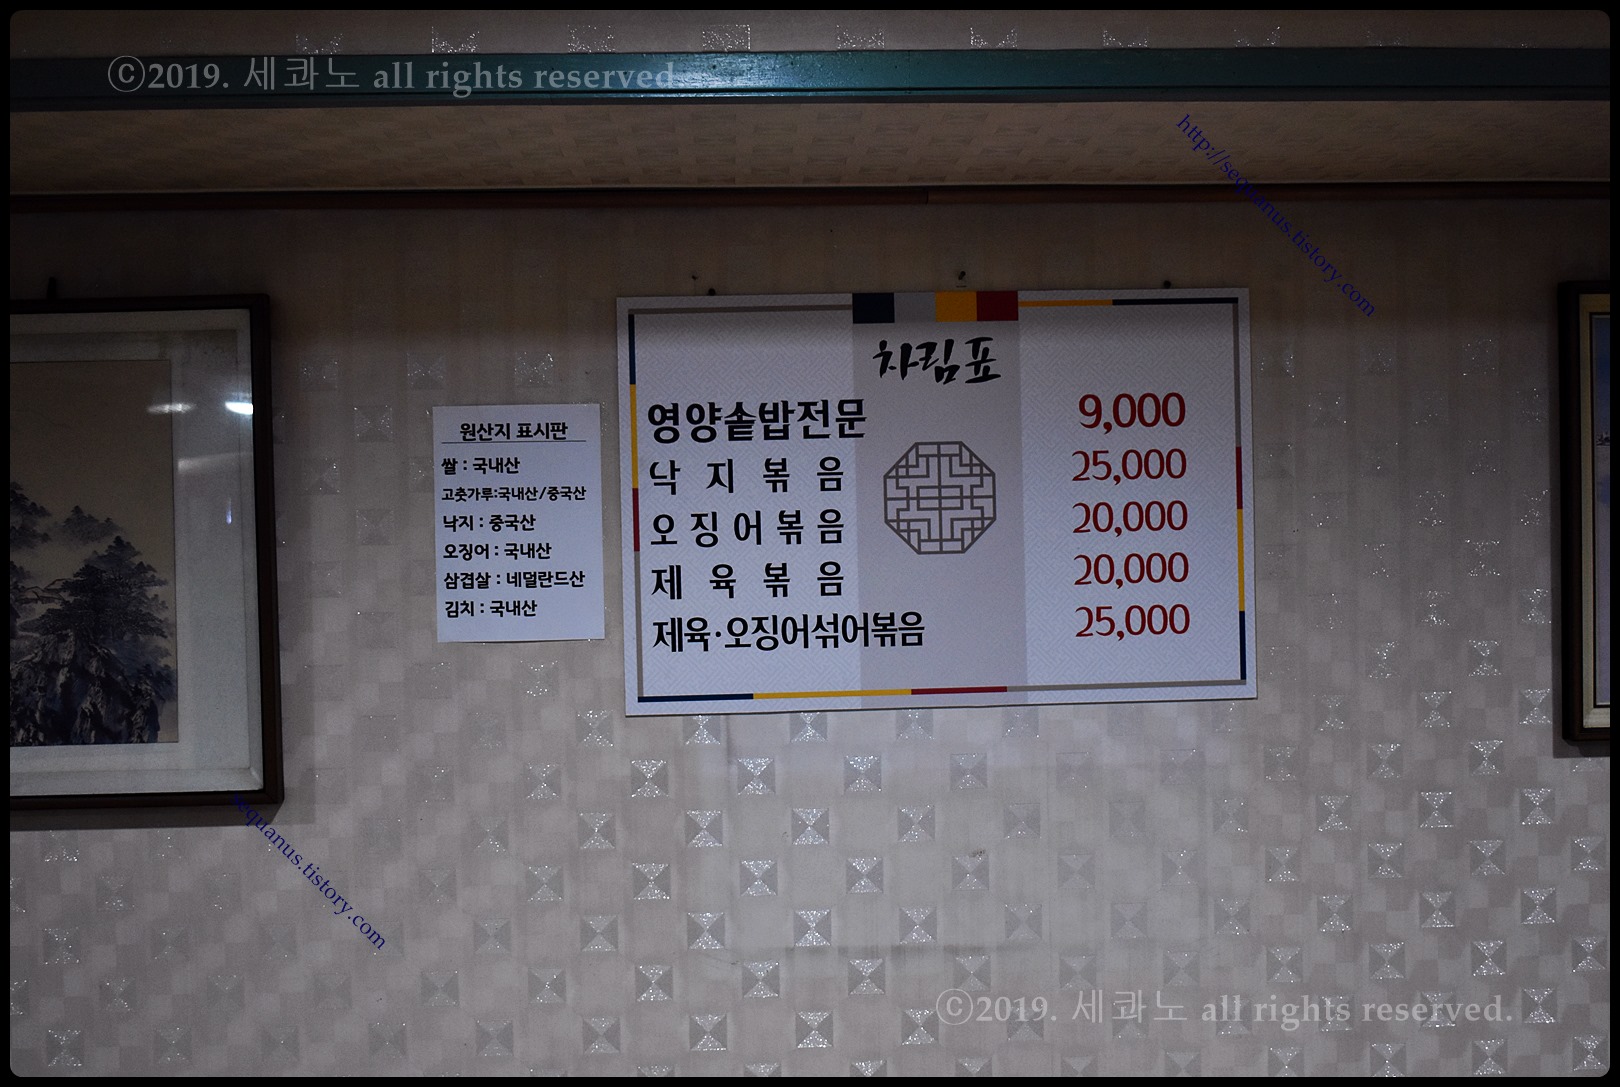 ©2019. 세콰노 all rights reserved.
http://sequanus.tistory.com
차림표
영양솥밥전문 9,000
낙지볶음 25,000
오징어볶음 20,000
제육볶음 20,000
제육·오징어섞어볶음 25,000
원산지 표시판
쌀 : 국내산
고춧가루:국내산/중국산
낙지 : 중국산
오징어 : 국내산
삼겹살 : 네덜란드산
김치 : 국내산
sequanus.tistory.com
©2019. 세콰노 all rights reserved.